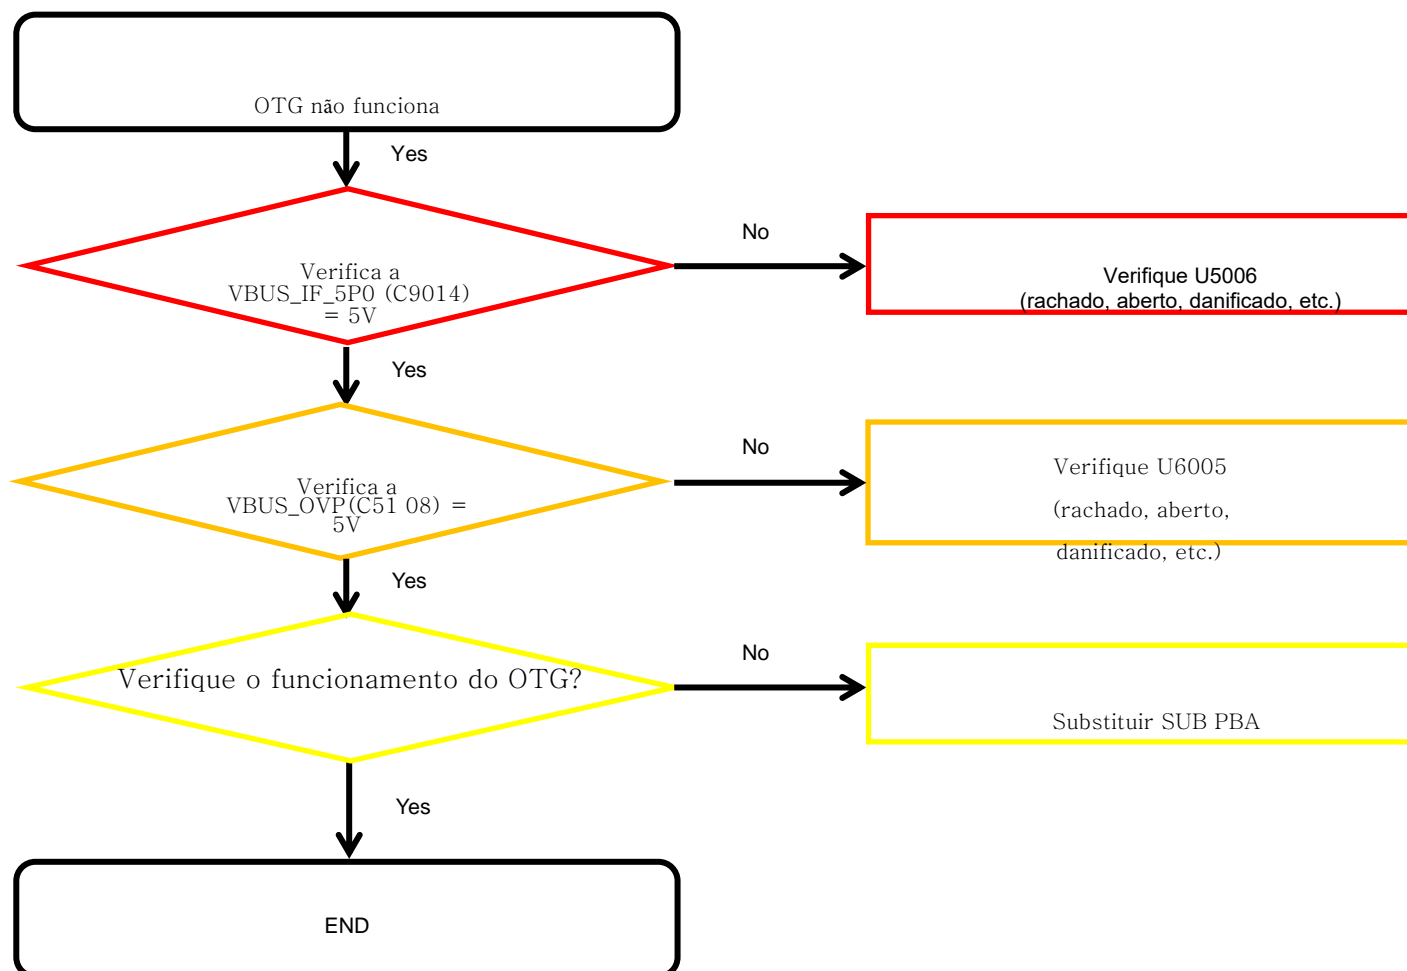 OTG não funciona
Yes
Verifica a
VBUS_IF_5P0 (C9014)
= 5V
No
Verifique U5006
(rachado, aberto, danificado, etc.)
Yes
Verifica a
VBUS_OVP(C51 08) =
5V
No
Verifique U6005
(rachado, aberto,
danificado, etc.)
Yes
Verifique o funcionamento do OTG?
No
Substituir SUB PBA
Yes
END